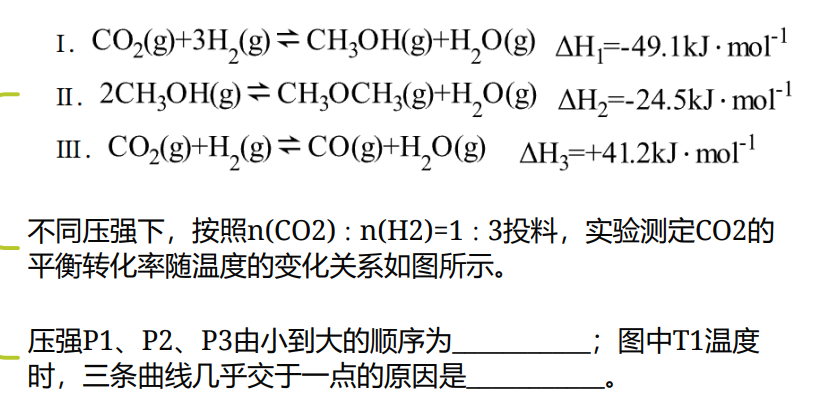 I. CO₂(g)+3H₂(g)⇌CH₃OH(g)+H₂O(g) ΔH₁=-49.1kJ·mol⁻¹
II. 2CH₃OH(g)⇌CH₃OCH₃(g)+H₂O(g) ΔH₂=-24.5kJ·mol⁻¹
III. CO₂(g)+H₂(g)⇌CO(g)+H₂O(g) ΔH₃=+41.2kJ·mol⁻¹
不同压强下，按照n(CO2)：n(H2)=1：3投料，实验测定CO2的
平衡转化率随温度的变化关系如图所示。
压强P1、P2、P3由小到大的顺序为__________；图中T1温度
时，三条曲线几乎交于一点的原因是__________。